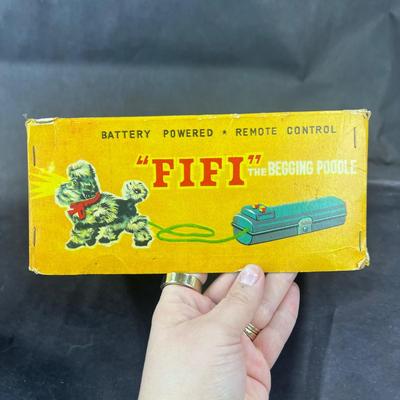 BATTERY POWERED ★ REMOTE CONTROL
"FIFI" THE BEGGING POODLE